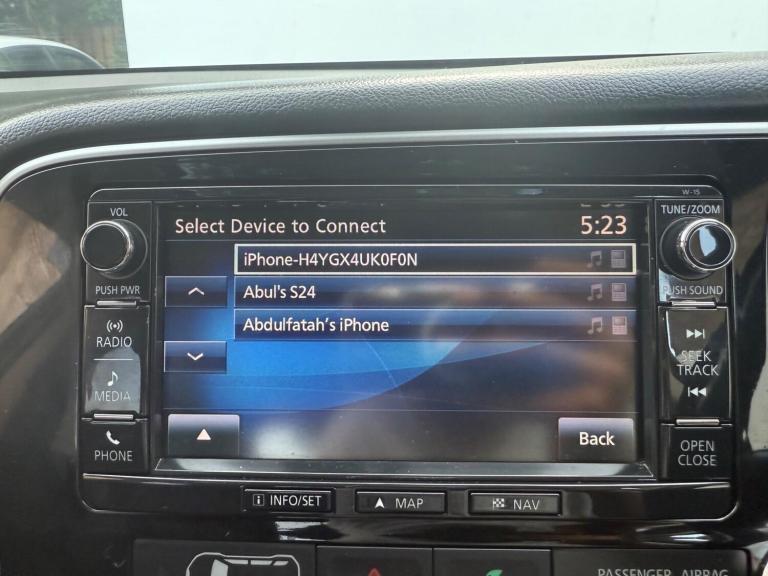 W-15
VOL
TUNE/ZOOM
Select Device to Connect
5:23
iPhone-H4YGX4UK0F0N
PUSH PWR
Abul's S24
PUSH SOUND
RADIO
Abdulfatah's iPhone
SEEK
TRACK
MEDIA
PHONE
Back
OPEN
CLOSE
INFO/SET
MAP
NAV
PASSENGER AIRBAG